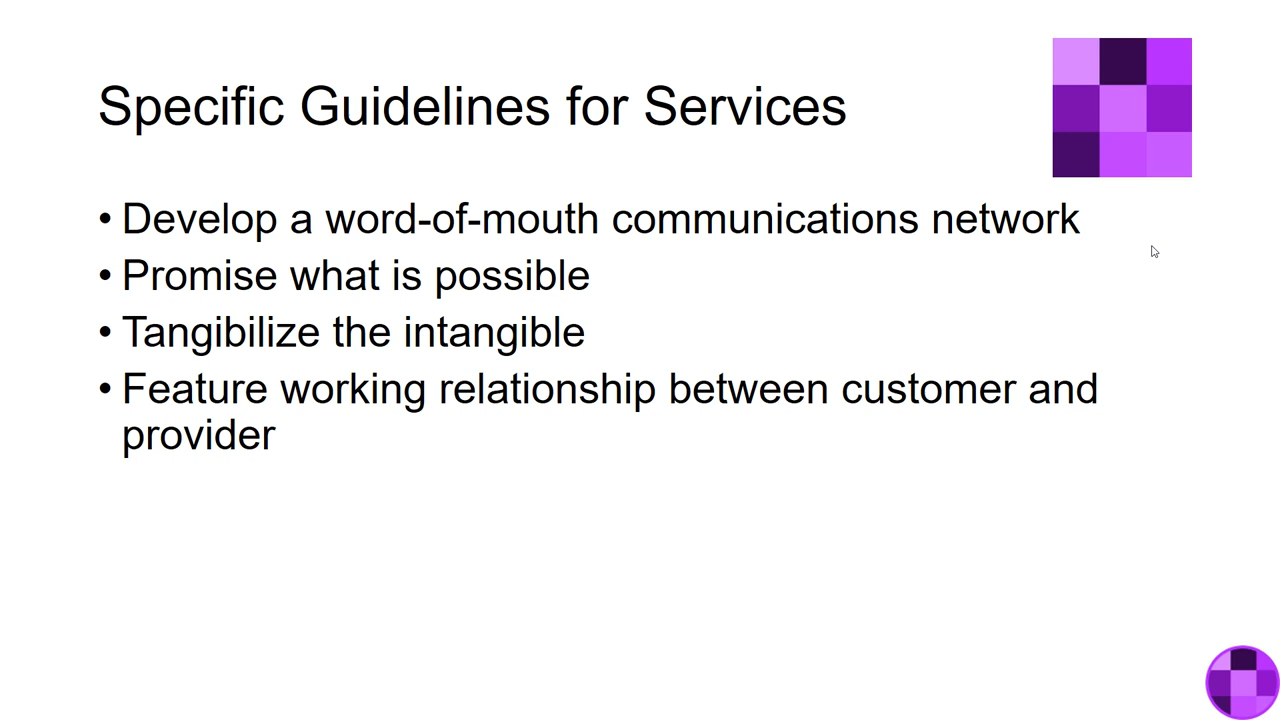 Specific Guidelines for Services
• Develop a word-of-mouth communications network
• Promise what is possible
• Tangibilize the intangible
• Feature working relationship between customer and
provider